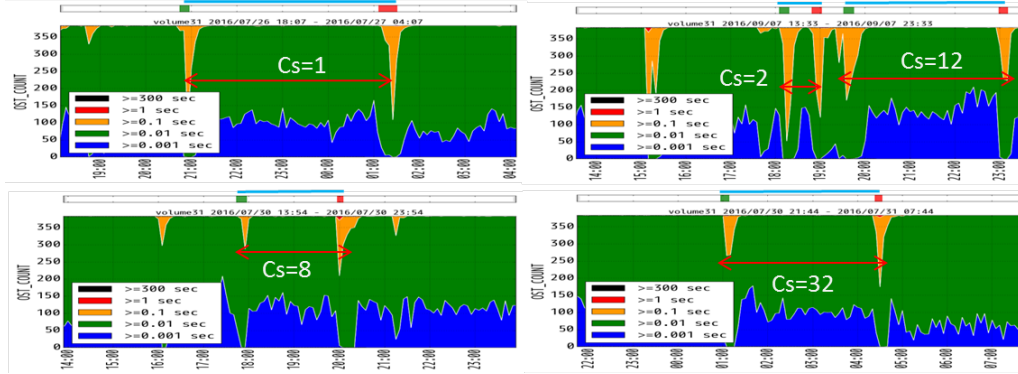 volume31 2016/07/26 18:07 - 2016/07/27 04:07
350
300
250
200
150
100
50
0
OST_COUNT
Cs=1
>=300 sec
>=1 sec
>=0.1 sec
>=0.01 sec
>=0.001 sec
19:00
20:00
21:00
22:00
23:00
00:00
01:00
02:00
03:00
04:00
volume31 2016/09/07 13:33 - 2016/09/07 23:33
350
300
250
200
150
100
50
0
OST_COUNT
Cs=2
Cs=12
>=300 sec
>=1 sec
>=0.1 sec
>=0.01 sec
>=0.001 sec
14:00
15:00
16:00
17:00
18:00
19:00
20:00
21:00
22:00
23:00
volume31 2016/07/30 13:54 - 2016/07/30 23:54
350
300
250
200
150
100
50
0
OST_COUNT
Cs=8
>=300 sec
>=1 sec
>=0.1 sec
>=0.01 sec
>=0.001 sec
14:00
15:00
16:00
17:00
18:00
19:00
20:00
21:00
22:00
23:00
volume31 2016/07/30 21:44 - 2016/07/31 07:44
350
300
250
200
150
100
50
0
OST_COUNT
Cs=32
>=300 sec
>=1 sec
>=0.1 sec
>=0.01 sec
>=0.001 sec
22:00
23:00
00:00
01:00
02:00
03:00
04:00
05:00
06:00
07:00